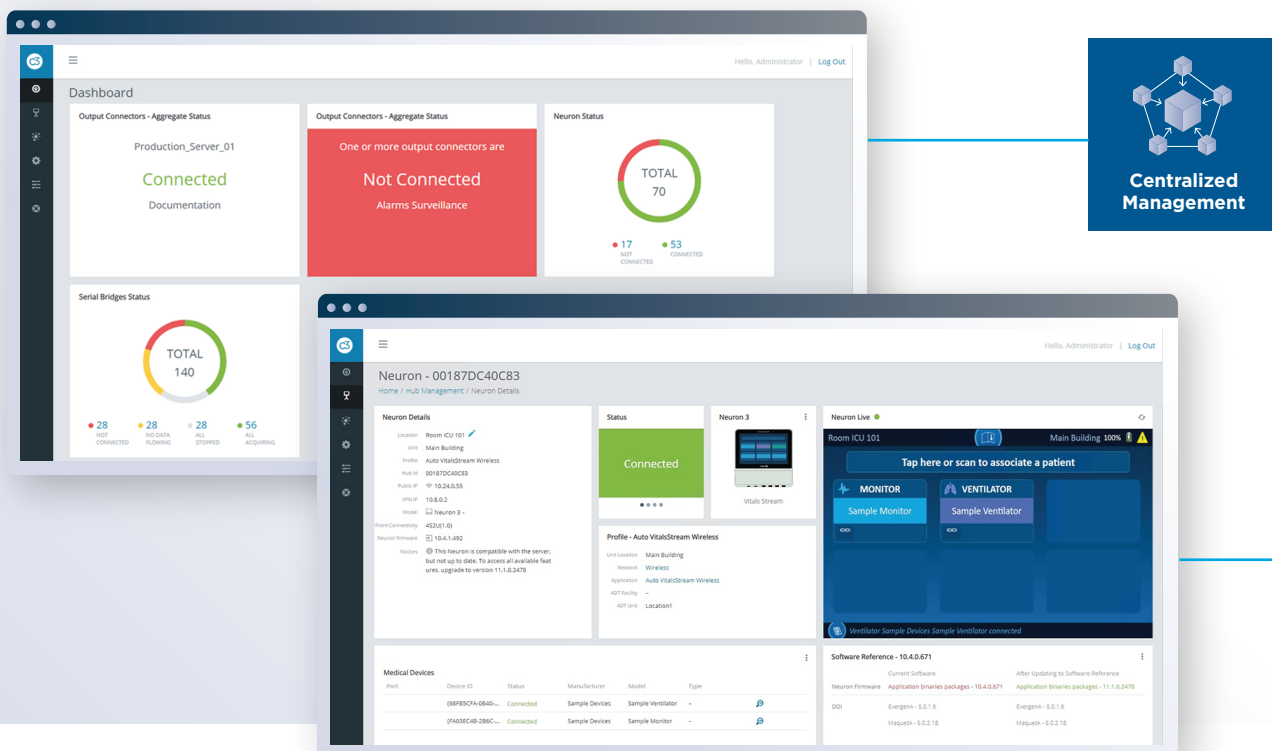 C3
Hello, Administrator | Log Out
Dashboard
Output Connectors - Aggregate Status
Production_Server_01
Connected
Documentation
Output Connectors - Aggregate Status
One or more output connectors are
Not Connected
Alarms Surveillance
Neuron Status
TOTAL
70
17
NOT
CONNECTED
53
CONNECTED
Centralized
Management
Serial Bridges Status
TOTAL
140
28
NOT
CONNECTED
28
NO DATA
FLOWING
28
ALL
STOPPED
56
ALL
ACQUIRING
C3
Hello, Administrator | Log Out
Neuron - 00187DC40C83
Home / Hub Management / Neuron Details
Neuron Details
Location Room ICU 101
Unit Main Building
Profile Auto VitalsStream Wireless
Hub Id 00187DC40C83
Public IP 10.24.0.55
VPN IP 10.8.0.2
Model Neuron 3 -
Front Connectivity 4S2U(1.0)
Neuron firmware 10.4.1.492
Notices This Neuron is compatible with the server,
but not up to date. To access all available feat
ures, upgrade to version 11.1.0.2478
Status
Connected
Neuron 3
Vitals Stream
Profile - Auto VitalsStream Wireless
Unit Location Main Building
Network Wireless
Application Auto VitalsStream Wireless
ADT Facility –
ADT Unit Location1
Neuron Live
Room ICU 101
Main Building 100%
Tap here or scan to associate a patient
MONITOR
Sample Monitor
VENTILATOR
Sample Ventilator
Ventilator Sample Devices Sample Ventilator connected
Medical Devices
Port Device ID Status Manufacturer Model Type
{68FB5CFA-0B40-... Connected Sample Devices Sample Ventilator –
{FA03EC4B-2B6C-... Connected Sample Devices Sample Monitor –
Software Reference - 10.4.0.671
Current Software After Updating to Software Reference
Neuron Firmware Application binaries packages - 10.4.0.671 Application binaries packages - 11.1.0.2478
DDI EvergenA - 5.0.1.6 EvergenA - 5.0.1.6
MaquetA - 5.0.2.18 MaquetA - 5.0.2.18